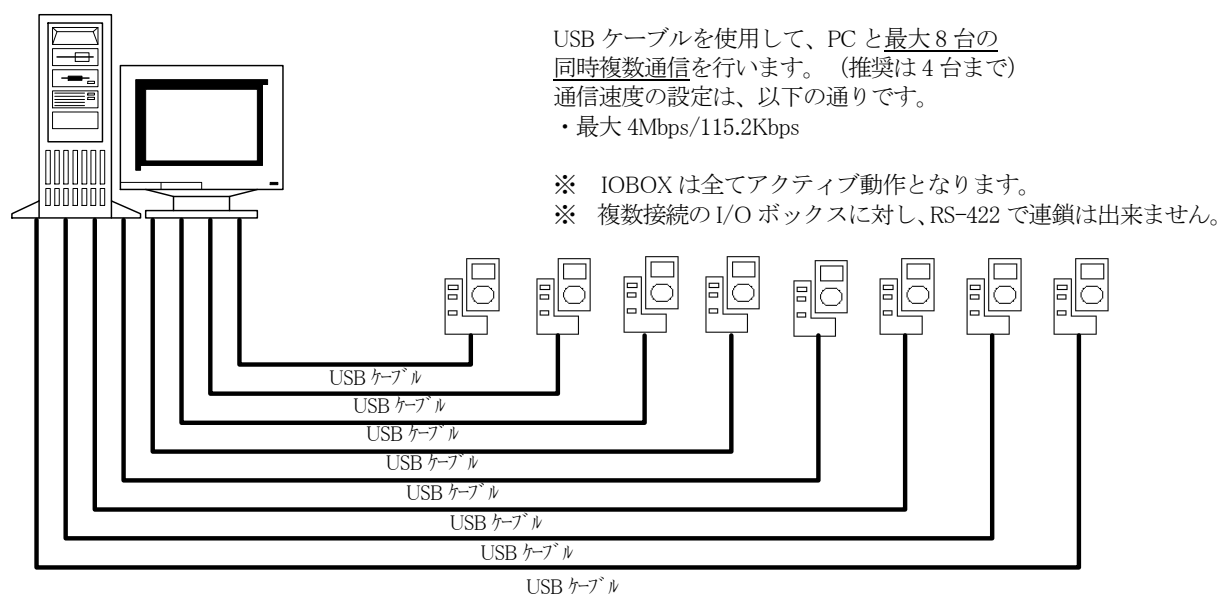 USB ケーブルを使用して、PC と最大 8 台の
同時複数通信を行います。（推奨は 4 台まで）
通信速度の設定は、以下の通りです。
・最大 4Mbps/115.2Kbps
※　IOBOX は全てアクティブ動作となります。
※　複数接続の I/O ボックスに対し、RS-422 で連鎖は出来ません。
USB ｹｰﾌﾞﾙ
USB ｹｰﾌﾞﾙ
USB ｹｰﾌﾞﾙ
USB ｹｰﾌﾞﾙ
USB ｹｰﾌﾞﾙ
USB ｹｰﾌﾞﾙ
USB ｹｰﾌﾞﾙ
USB ｹｰﾌﾞﾙ